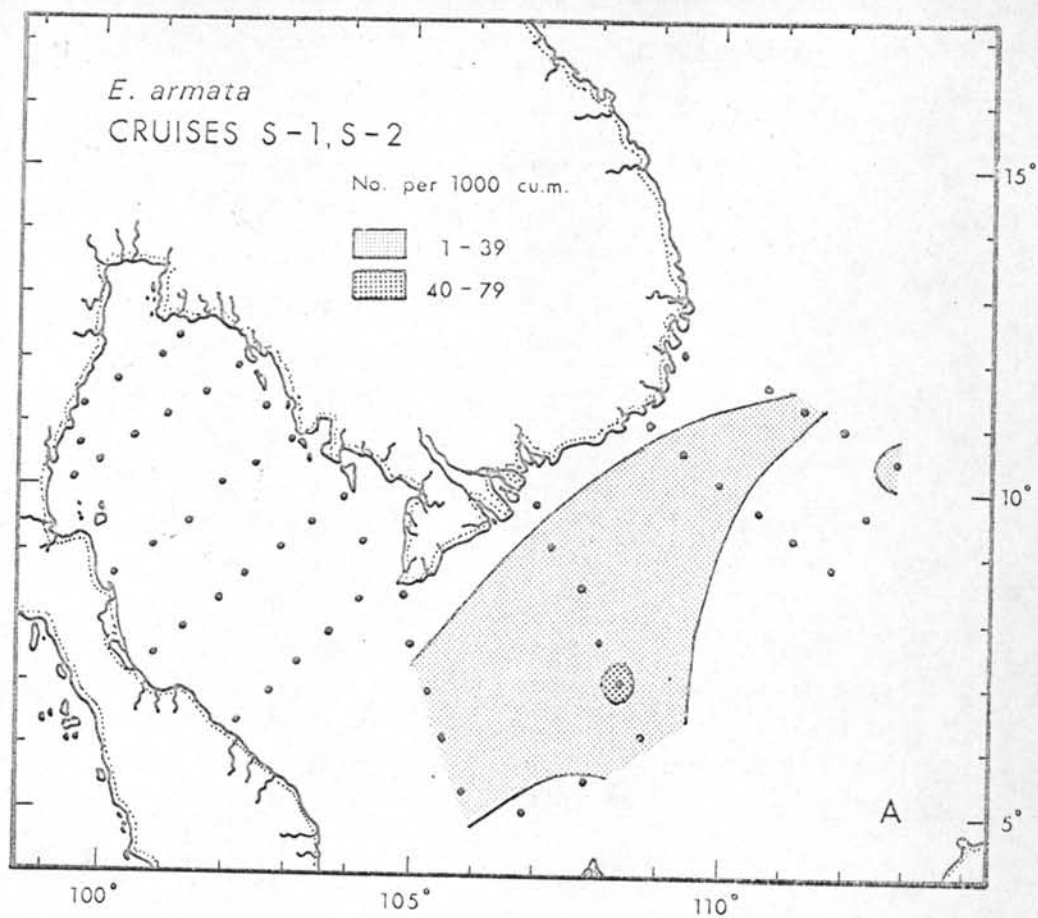 E. armata
CRUISES S-1, S-2
No. per 1000 cu.m.
1-39
40-79
15°
10°
5°
A
100°
105°
110°